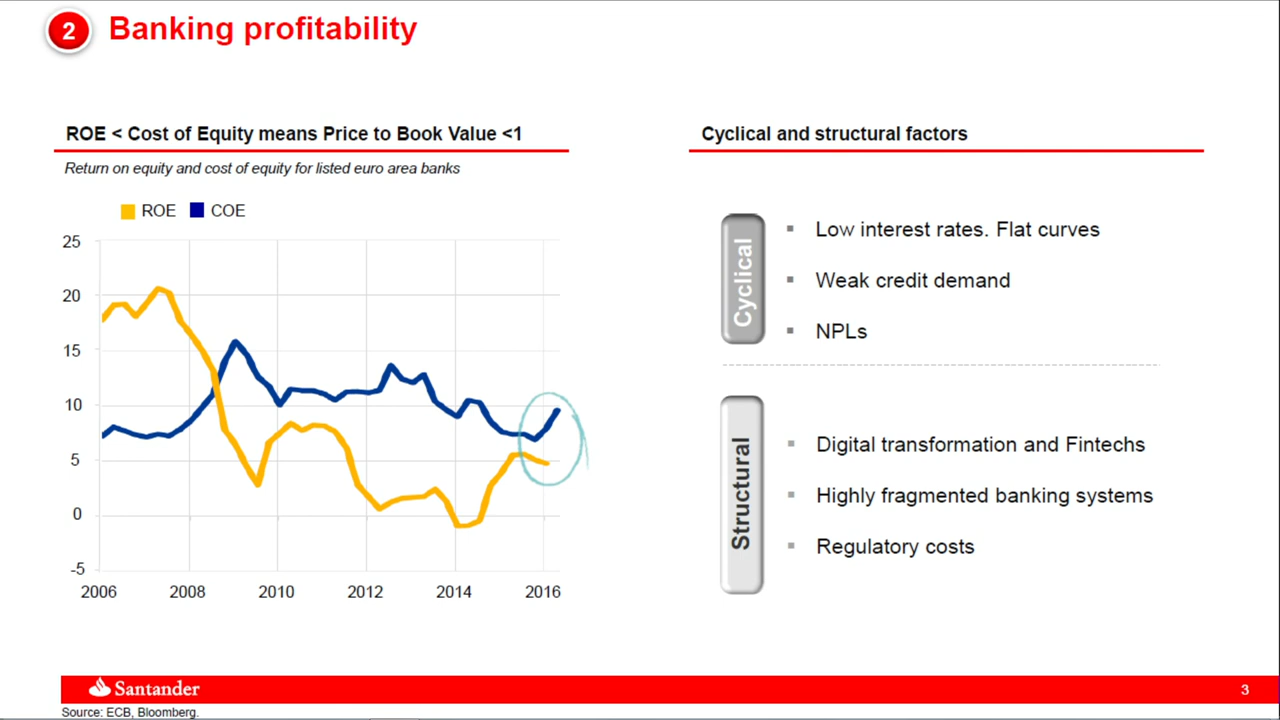 2 Banking profitability
ROE < Cost of Equity means Price to Book Value <1
Return on equity and cost of equity for listed euro area banks
ROE COE
25
20
15
10
5
0
-5
2006 2008 2010 2012 2014 2016
Cyclical and structural factors
Cyclical
Low interest rates. Flat curves
Weak credit demand
NPLs
Structural
Digital transformation and Fintechs
Highly fragmented banking systems
Regulatory costs
Santander
3
Source: ECB, Bloomberg.